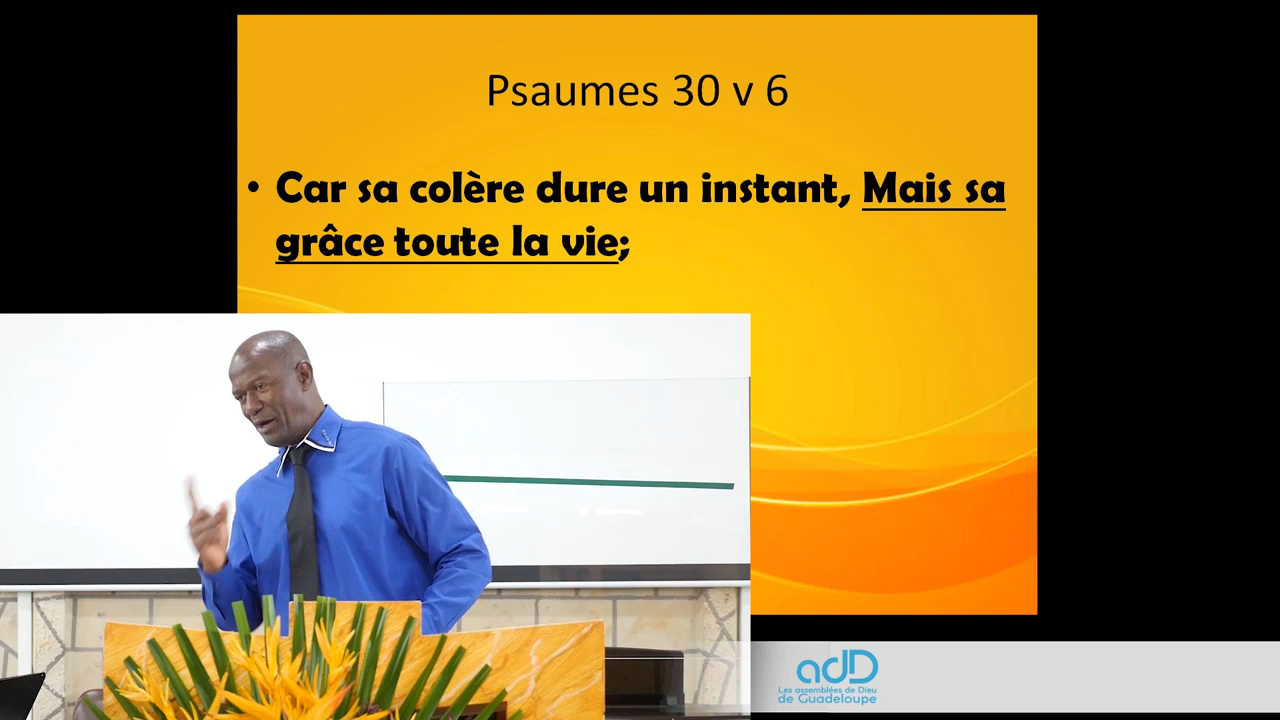 Psaumes 30 v 6
• Car sa colère dure un instant, Mais sa
grâce toute la vie;
adD
Les assemblées de Dieu
de Guadeloupe